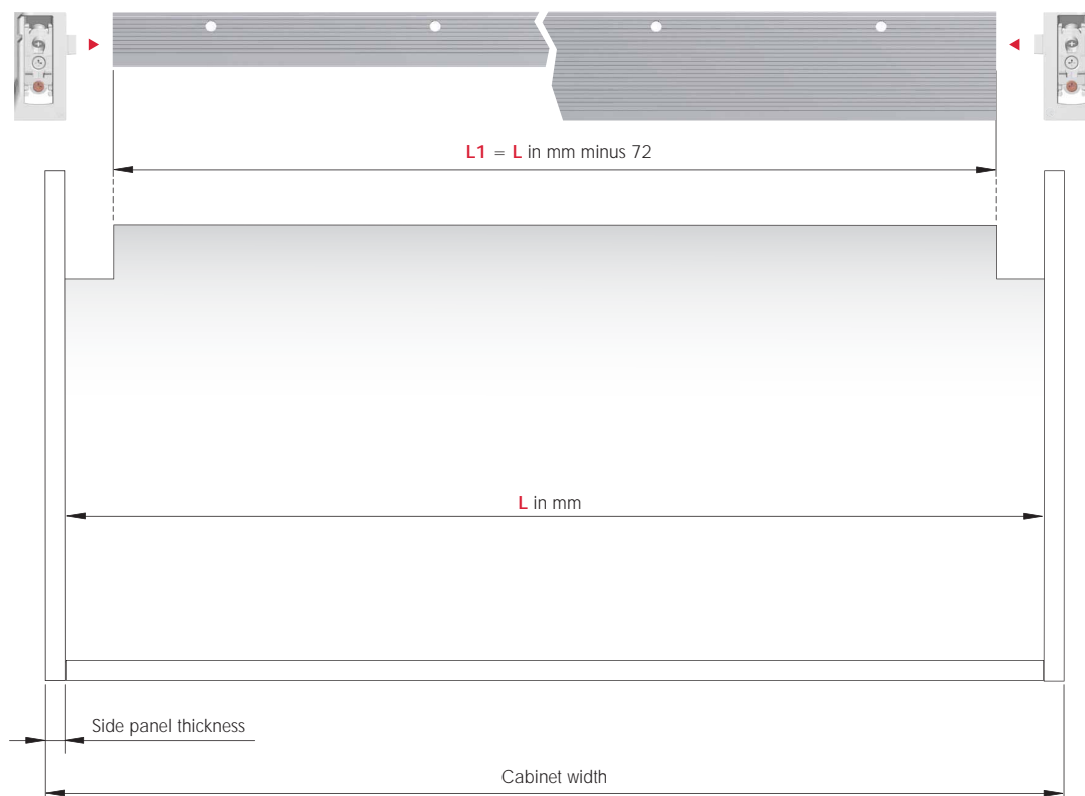 L1 = L in mm minus 72
L in mm
Side panel thickness
Cabinet width